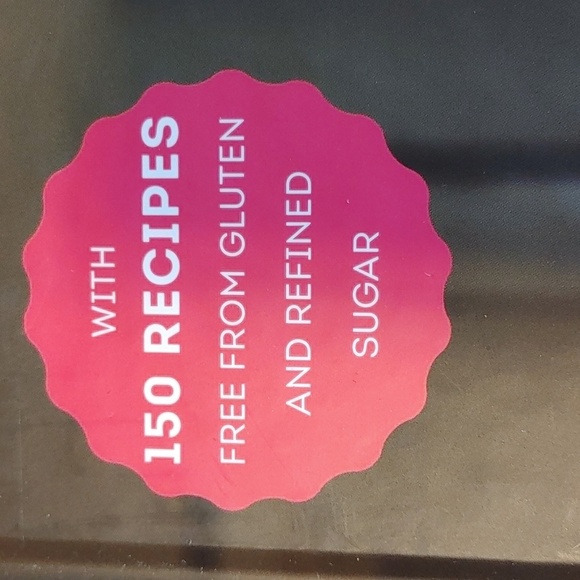 WITH
150 RECIPES
FREE FROM GLUTEN
AND REFINED
SUGAR